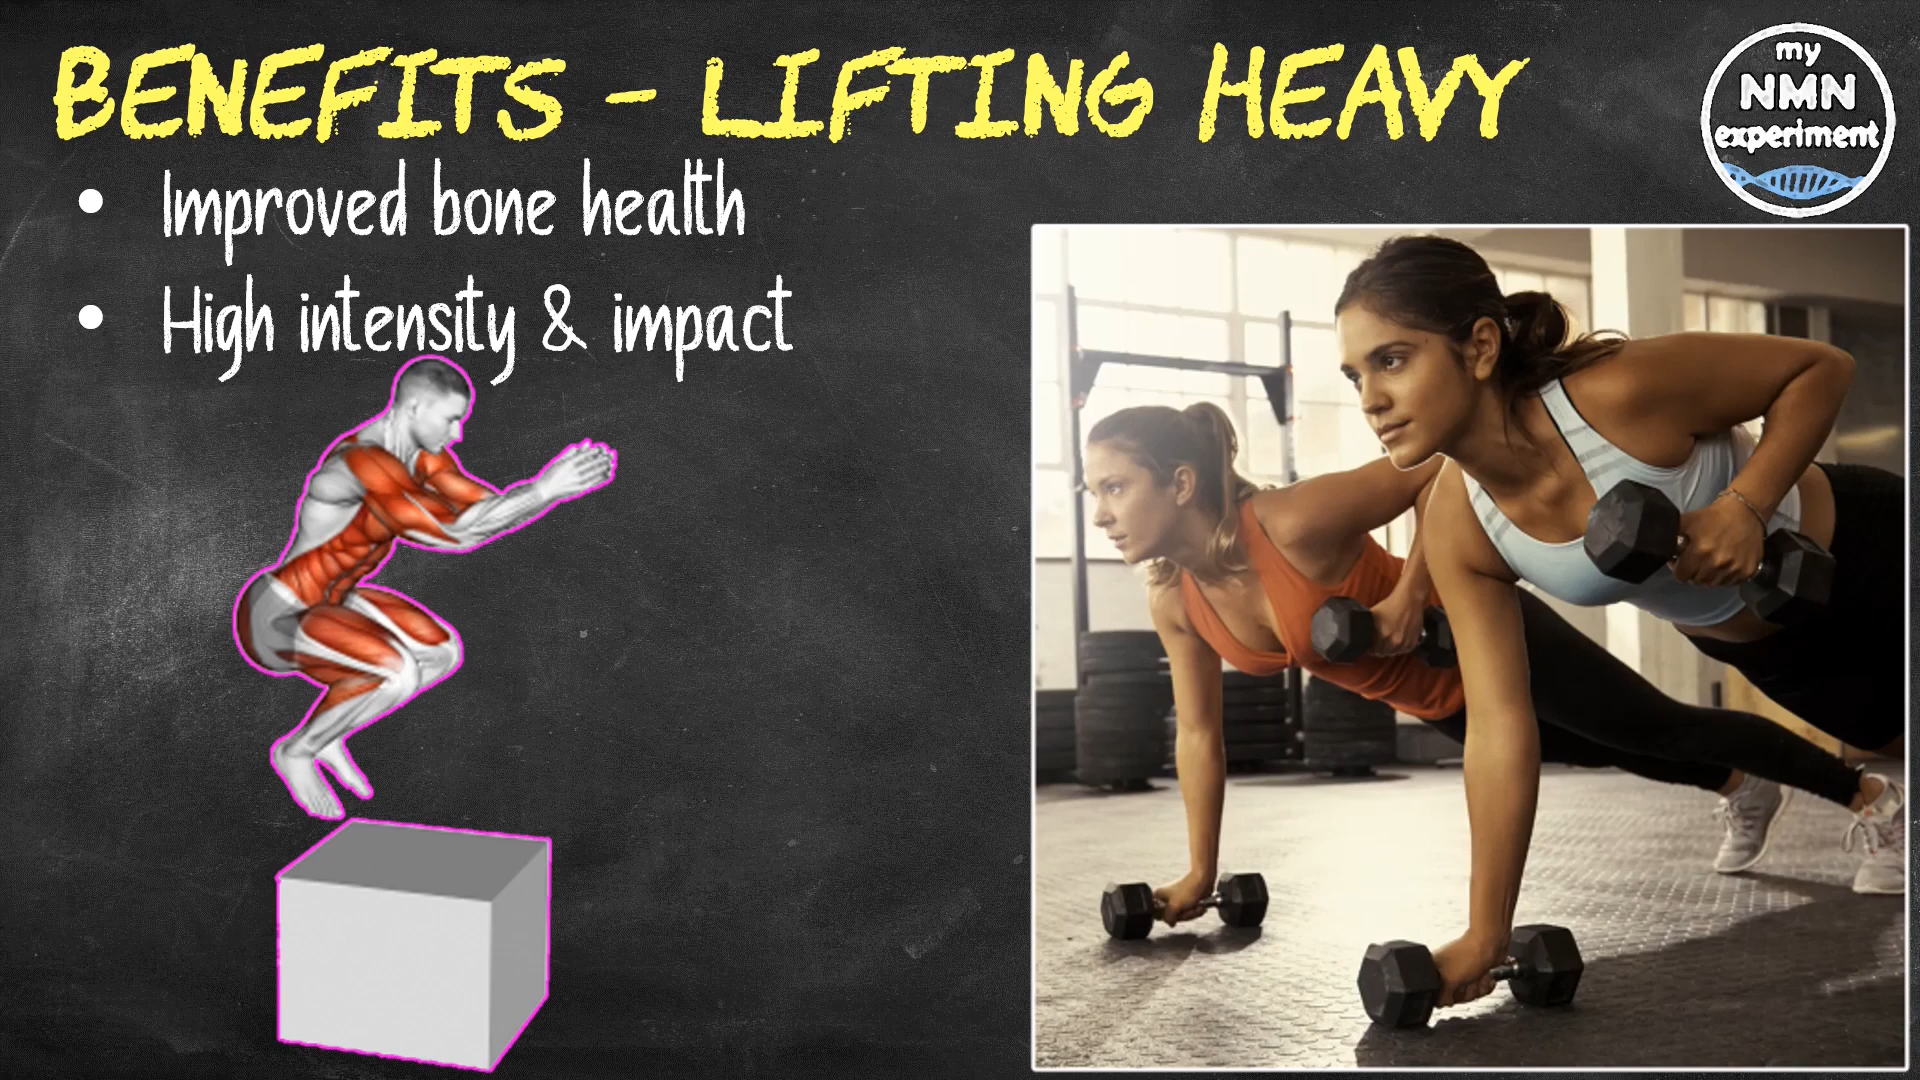 BENEFITS - LIFTING HEAVY
• Improved bone health
• High intensity & impact
my
NMN
experiment